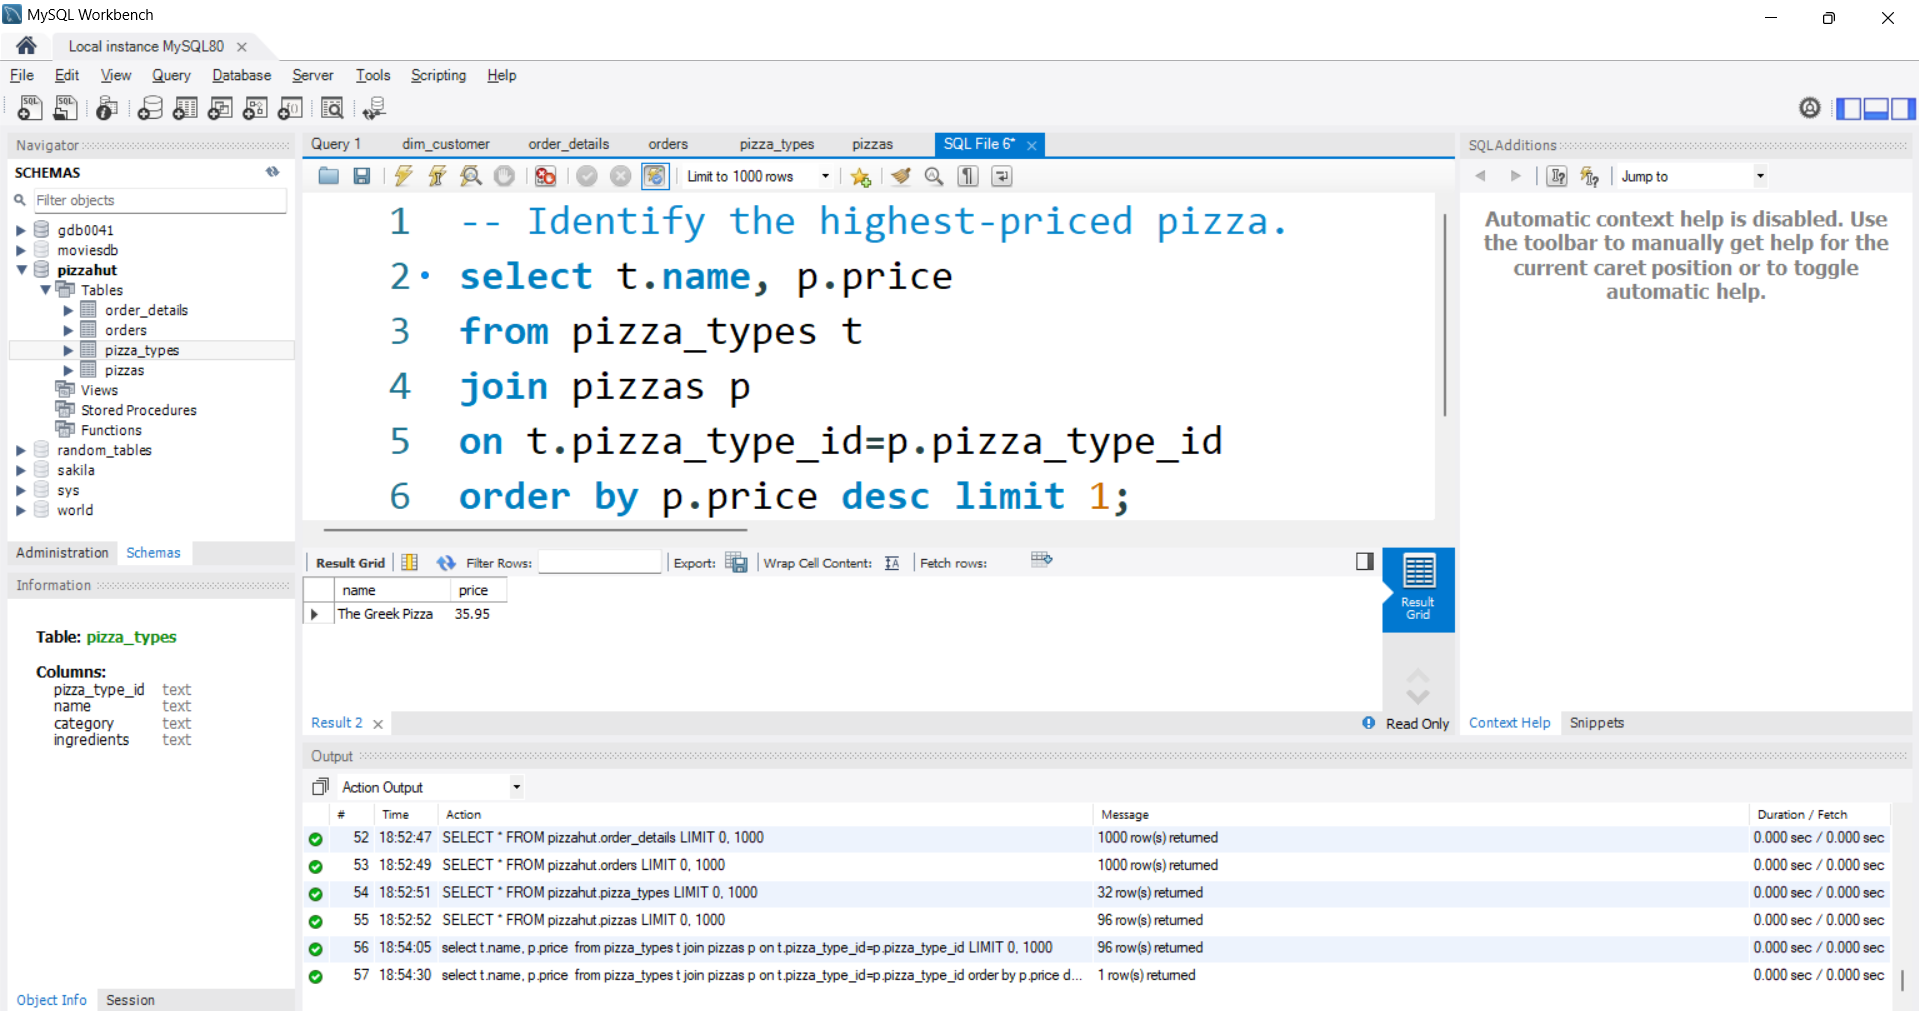 MySQL Workbench
Local instance MySQL80
File Edit View Query Database Server Tools Scripting Help
Navigator
SCHEMAS
Filter objects
gdb0041
moviesdb
pizzahut
Tables
order_details
orders
pizza_types
pizzas
Views
Stored Procedures
Functions
random_tables
sakila
sys
world
Administration Schemas
Information
Table: pizza_types
Columns:
pizza_type_id text
name text
category text
ingredients text
Object Info Session
Query 1 dim_customer order_details orders pizza_types pizzas SQL File 6*
Limit to 1000 rows
1 -- Identify the highest-priced pizza.
2 select t.name, p.price
3 from pizza_types t
4 join pizzas p
5 on t.pizza_type_id=p.pizza_type_id
6 order by p.price desc limit 1;
Result Grid Filter Rows: Export: Wrap Cell Content: Fetch rows:
name price
The Greek Pizza 35.95
Result Grid
Result 2
Read Only
SQLAdditions
Jump to
Automatic context help is disabled. Use
the toolbar to manually get help for the
current caret position or to toggle
automatic help.
Context Help Snippets
Output
Action Output
# Time Action Message Duration / Fetch
52 18:52:47 SELECT * FROM pizzahut.order_details LIMIT 0, 1000 1000 row(s) returned 0.000 sec / 0.000 sec
53 18:52:49 SELECT * FROM pizzahut.orders LIMIT 0, 1000 1000 row(s) returned 0.000 sec / 0.000 sec
54 18:52:51 SELECT * FROM pizzahut.pizza_types LIMIT 0, 1000 32 row(s) returned 0.000 sec / 0.000 sec
55 18:52:52 SELECT * FROM pizzahut.pizzas LIMIT 0, 1000 96 row(s) returned 0.000 sec / 0.000 sec
56 18:54:05 select t.name, p.price from pizza_types t join pizzas p on t.pizza_type_id=p.pizza_type_id LIMIT 0, 1000 96 row(s) returned 0.000 sec / 0.000 sec
57 18:54:30 select t.name, p.price from pizza_types t join pizzas p on t.pizza_type_id=p.pizza_type_id order by p.price d... 1 row(s) returned 0.000 sec / 0.000 sec